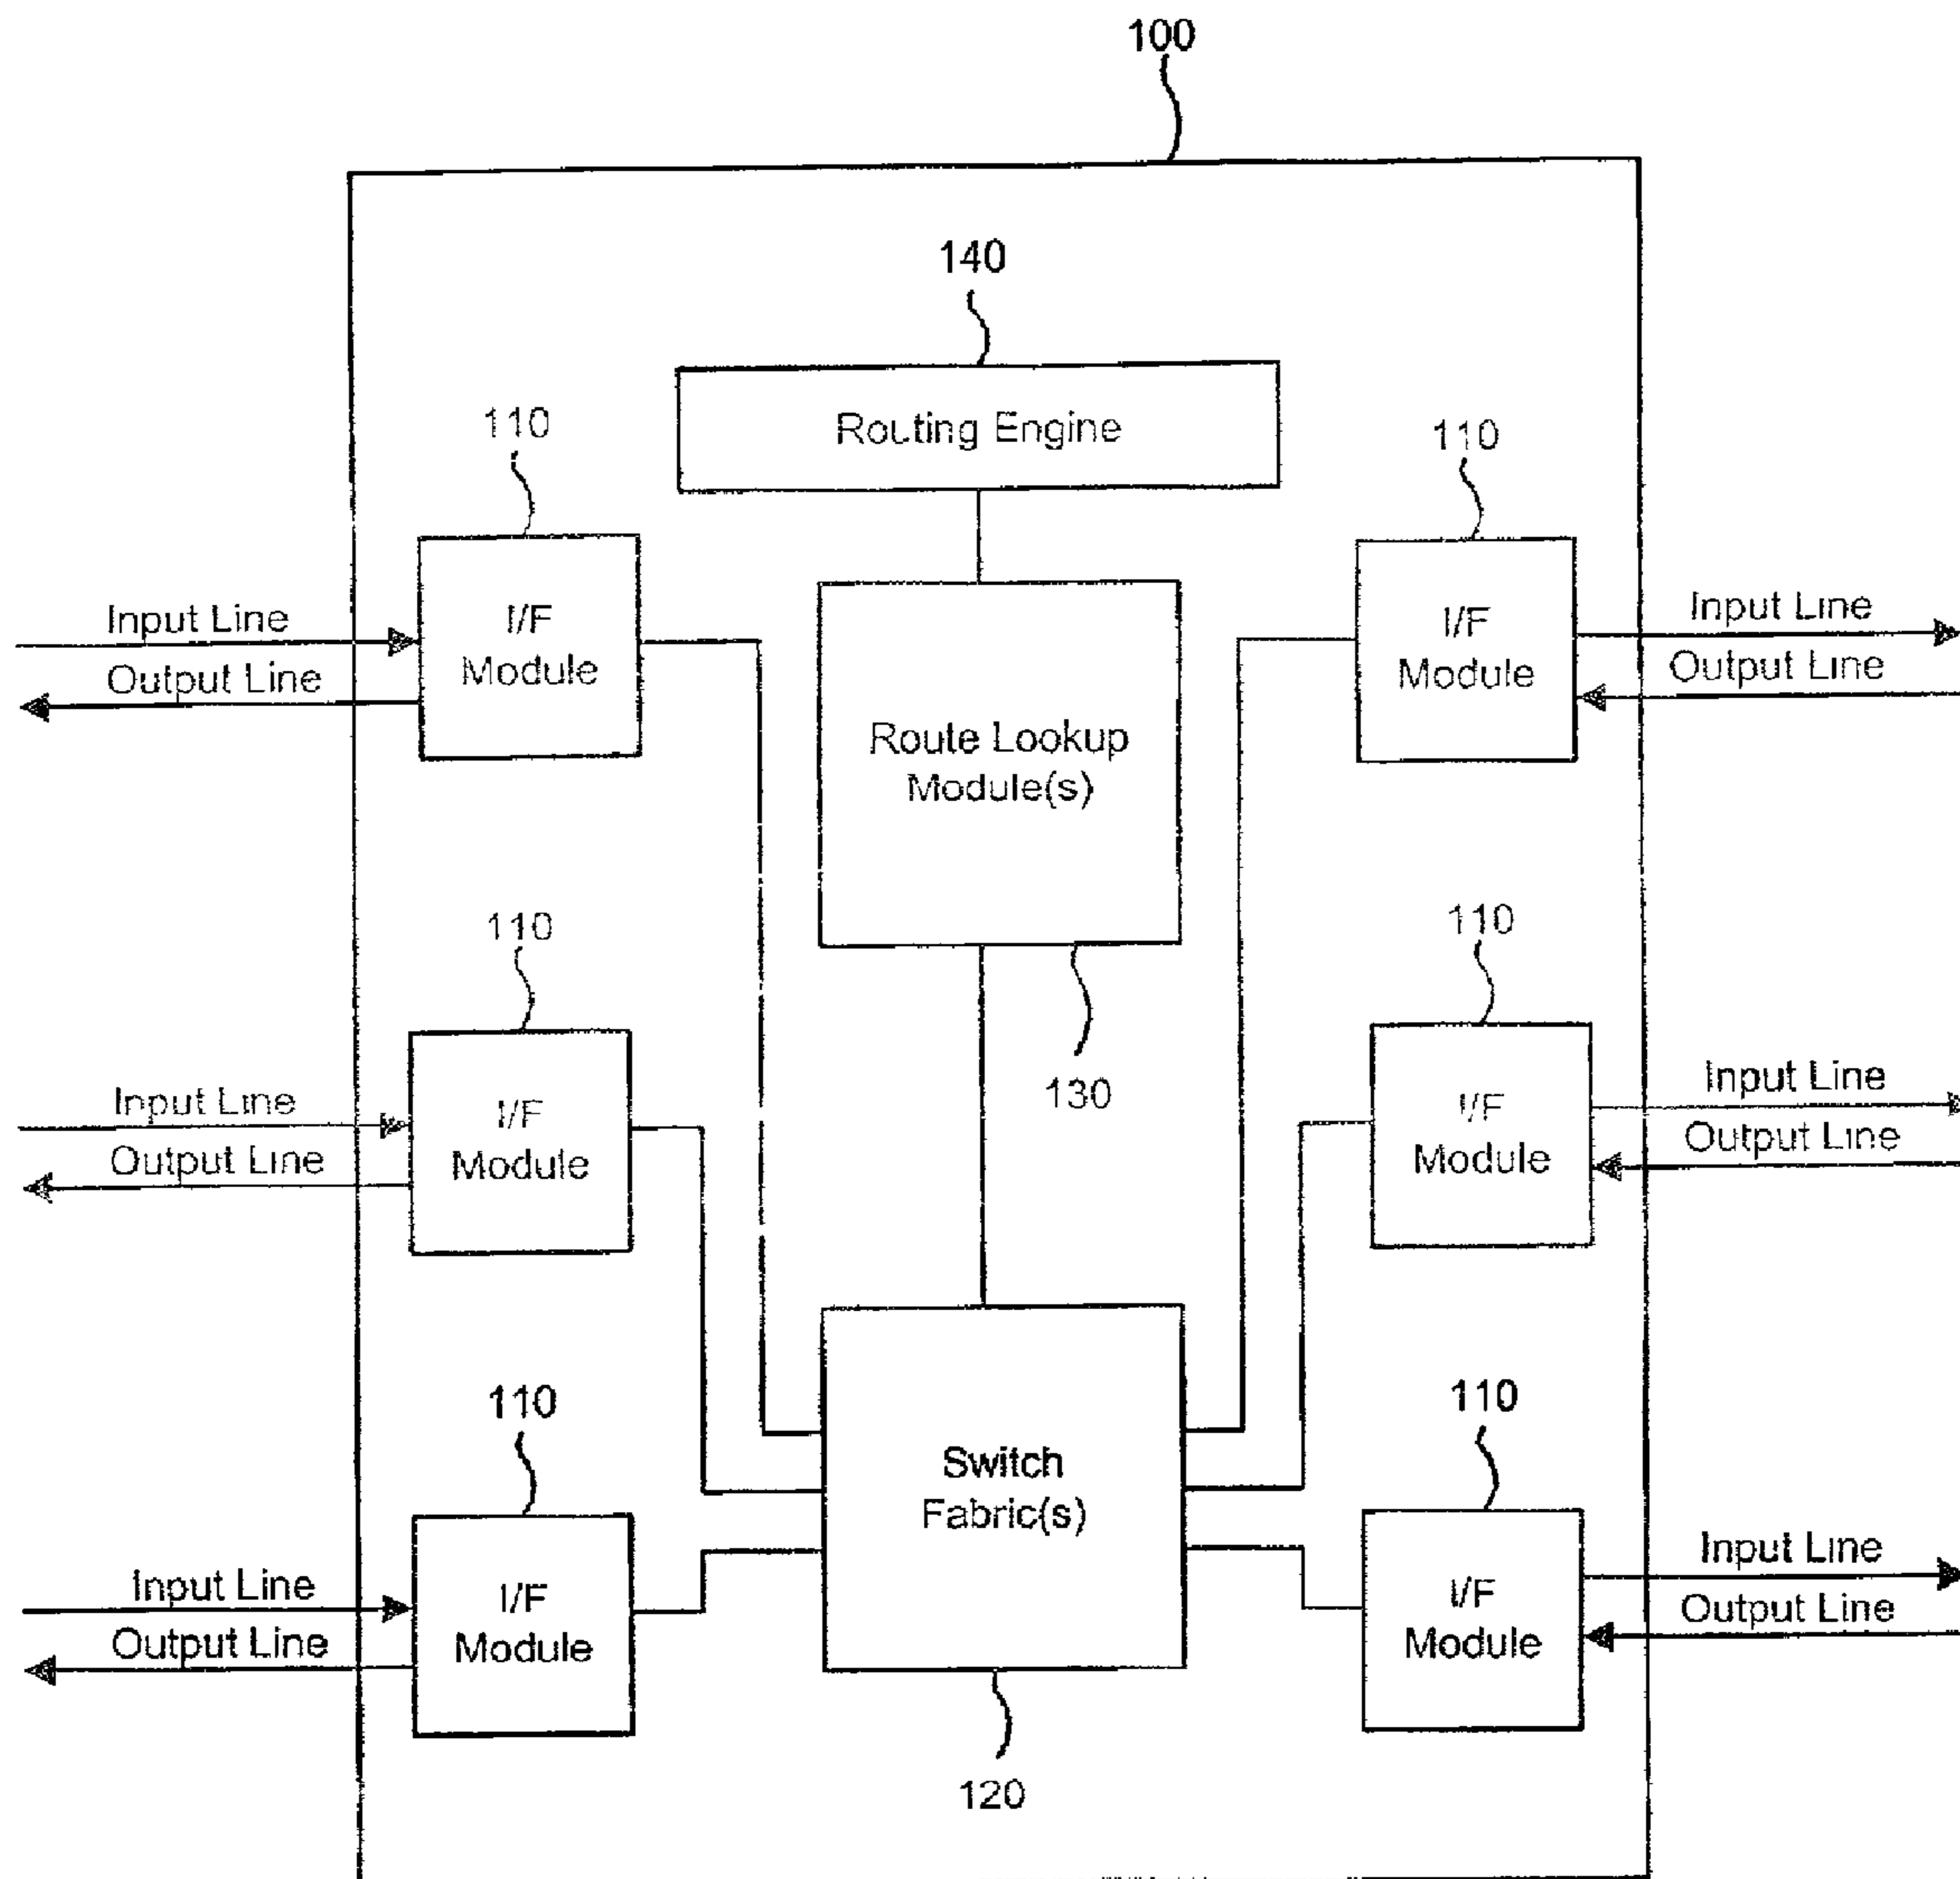 100
140
Routing Engine
110
110
I/F
Module
Input Line
Output Line
Route Lookup
Module(s)
I/F
Module
Input Line
Output Line
110
110
130
I/F
Module
Input Line
Output Line
I/F
Module
Input Line
Output Line
110
110
Switch
Fabric(s)
I/F
Module
Input Line
Output Line
I/F
Module
Input Line
Output Line
120